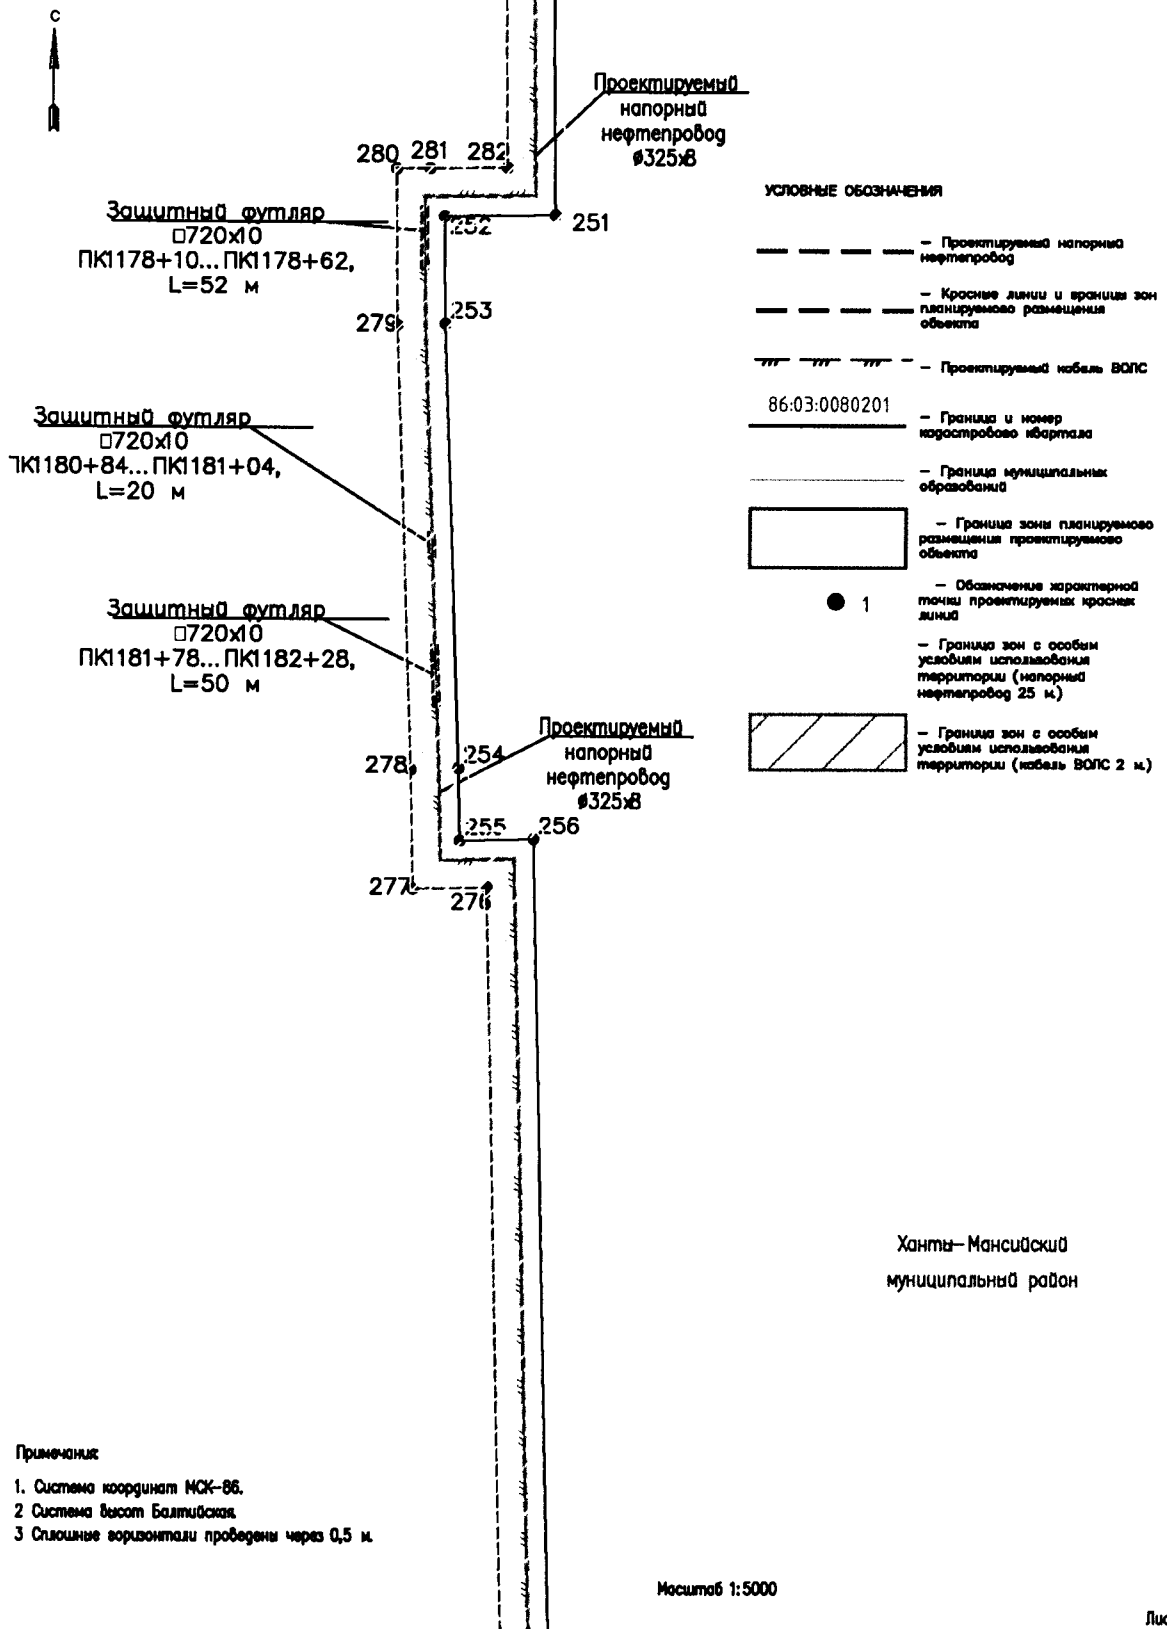 С
Проектируемый
напорный
нефтепровод
ø325х8
280 281 282
Защитный футляр
□720х10
ПК1178+10...ПК1178+62,
L=52 м
252
251
279
253
Защитный футляр
□720х10
ПК1180+84...ПК1181+04,
L=20 м
Защитный футляр
□720х10
ПК1181+78...ПК1182+28,
L=50 м
Проектируемый
напорный
нефтепровод
ø325х8
278
254
255
256
277
276
УСЛОВНЫЕ ОБОЗНАЧЕНИЯ
– Проектируемый напорный
нефтепровод
– Красные линии и границы зон
планируемого размещения
объекта
– Проектируемый кабель ВОЛС
86:03:0080201
– Граница и номер
кадастрового квартала
– Граница муниципальных
образований
– Граница зоны планируемого
размещения проектируемого
объекта
1
– Обозначение характерной
точки проектируемых красных
линий
– Граница зон с особым
условиям использования
территории (напорный
нефтепровод 25 м.)
– Граница зон с особым
условиям использования
территории (кабель ВОЛС 2 м.)
Ханты–Мансийский
муниципальный район
Примечания:
1. Система координат МСК–86.
2 Система высот Балтийская.
3 Сплошные горизонтали проведены через 0,5 м.
Масштаб 1:5000
Лис